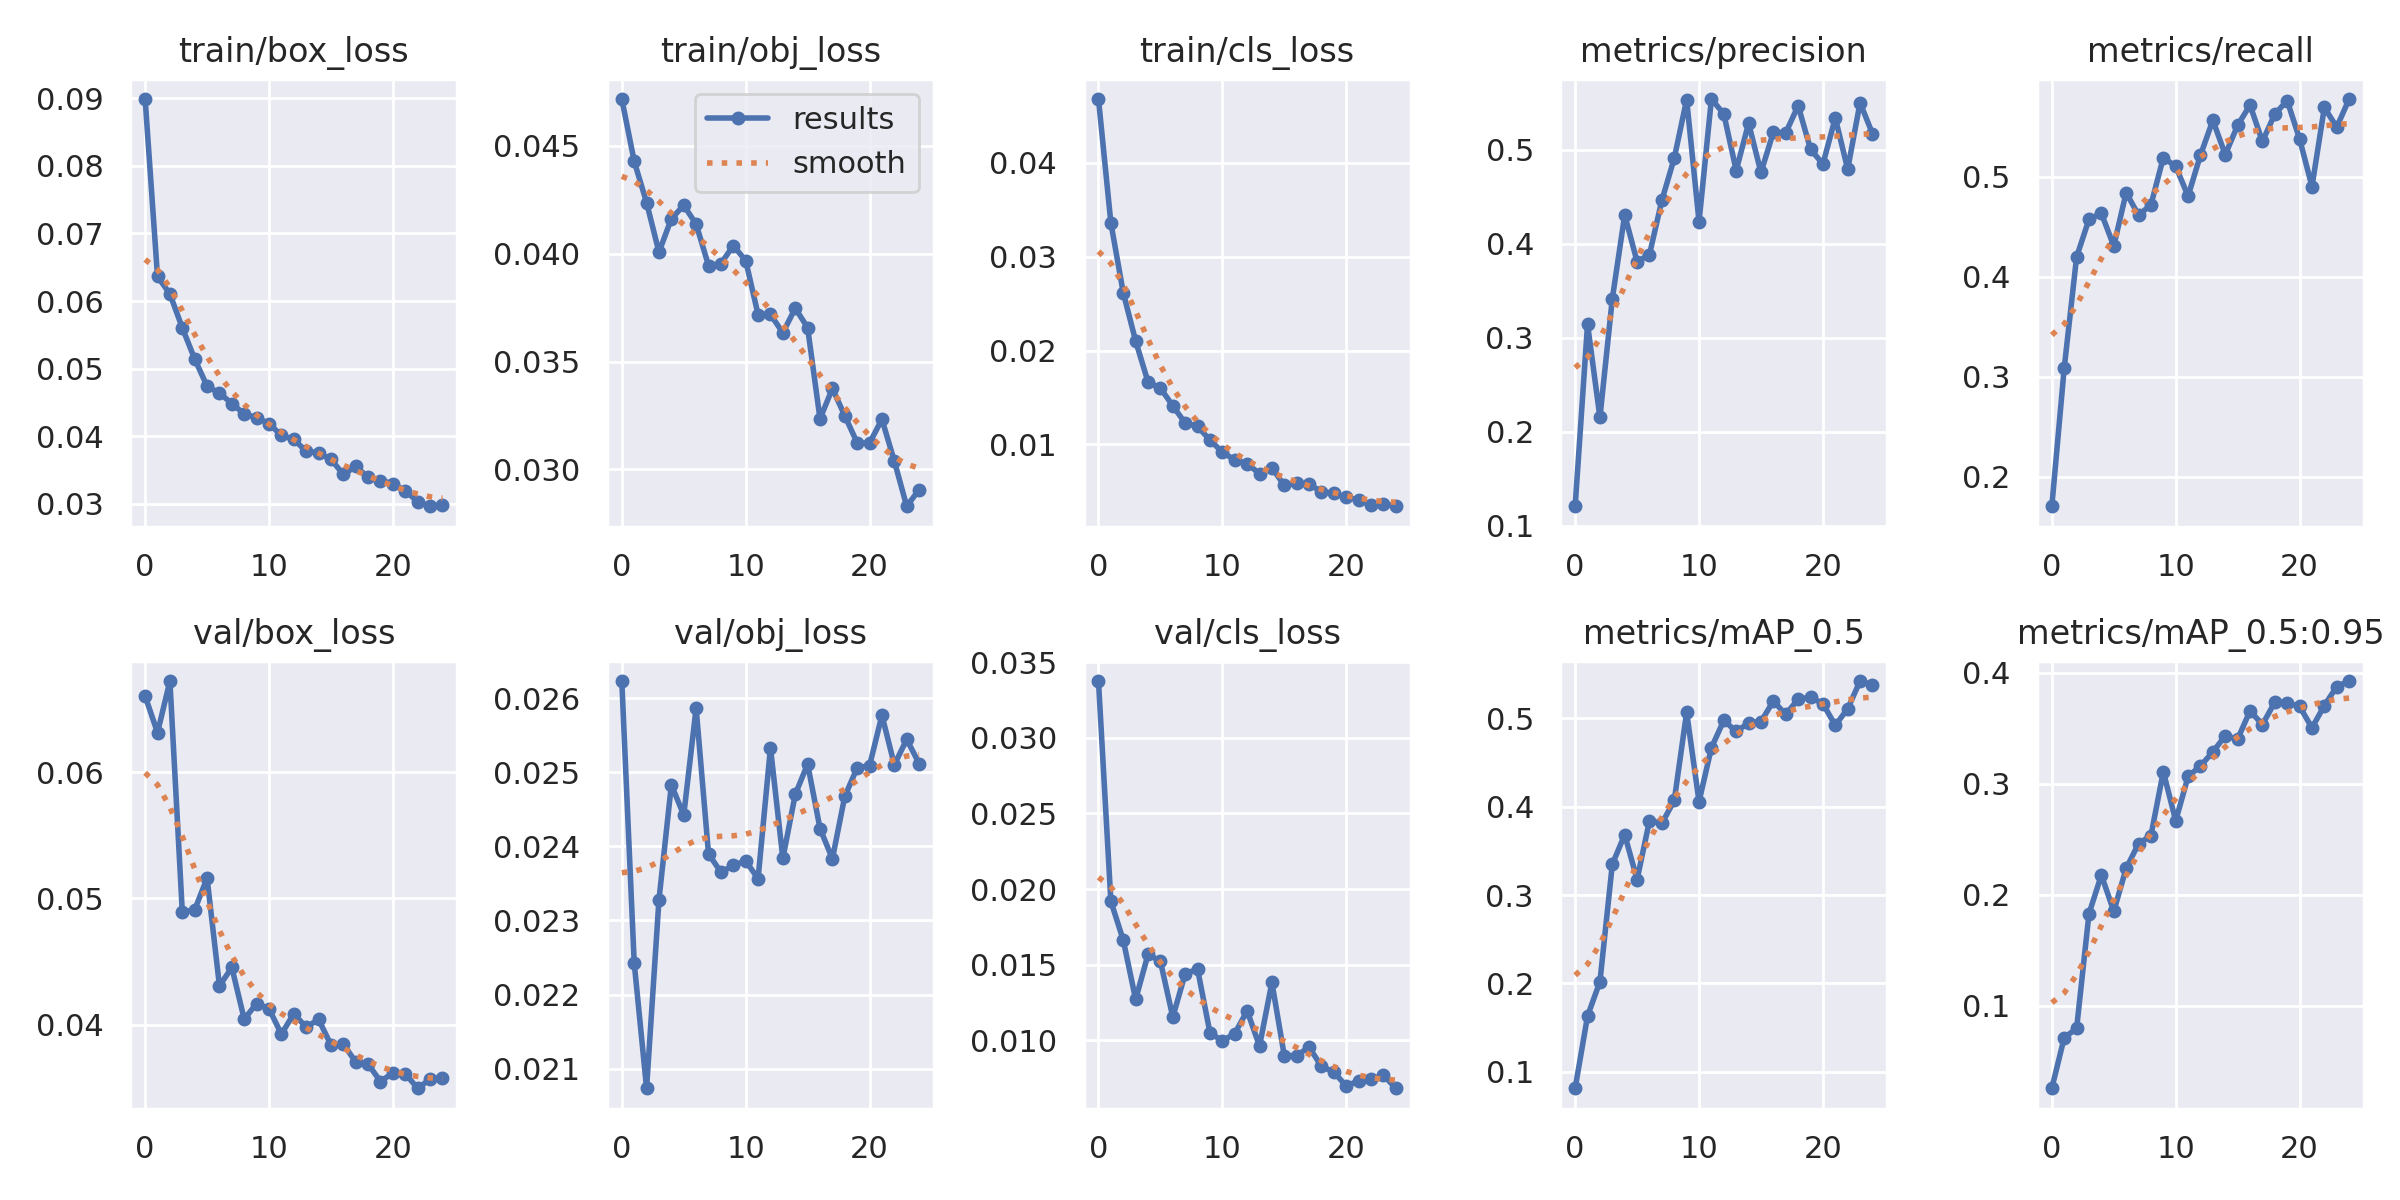 train/box_loss
train/obj_loss
train/cls_loss
metrics/precision
metrics/recall
0.09
0.08
0.07
0.06
0.05
0.04
0.03
0 10 20
0.045
0.040
0.035
0.030
results
smooth
0 10 20
0.04
0.03
0.02
0.01
0 10 20
0.5
0.4
0.3
0.2
0.1
0 10 20
0.5
0.4
0.3
0.2
0 10 20
val/box_loss
val/obj_loss
val/cls_loss
metrics/mAP_0.5
metrics/mAP_0.5:0.95
0.06
0.05
0.04
0 10 20
0.026
0.025
0.024
0.023
0.022
0.021
0 10 20
0.035
0.030
0.025
0.020
0.015
0.010
0 10 20
0.5
0.4
0.3
0.2
0.1
0 10 20
0.4
0.3
0.2
0.1
0 10 20